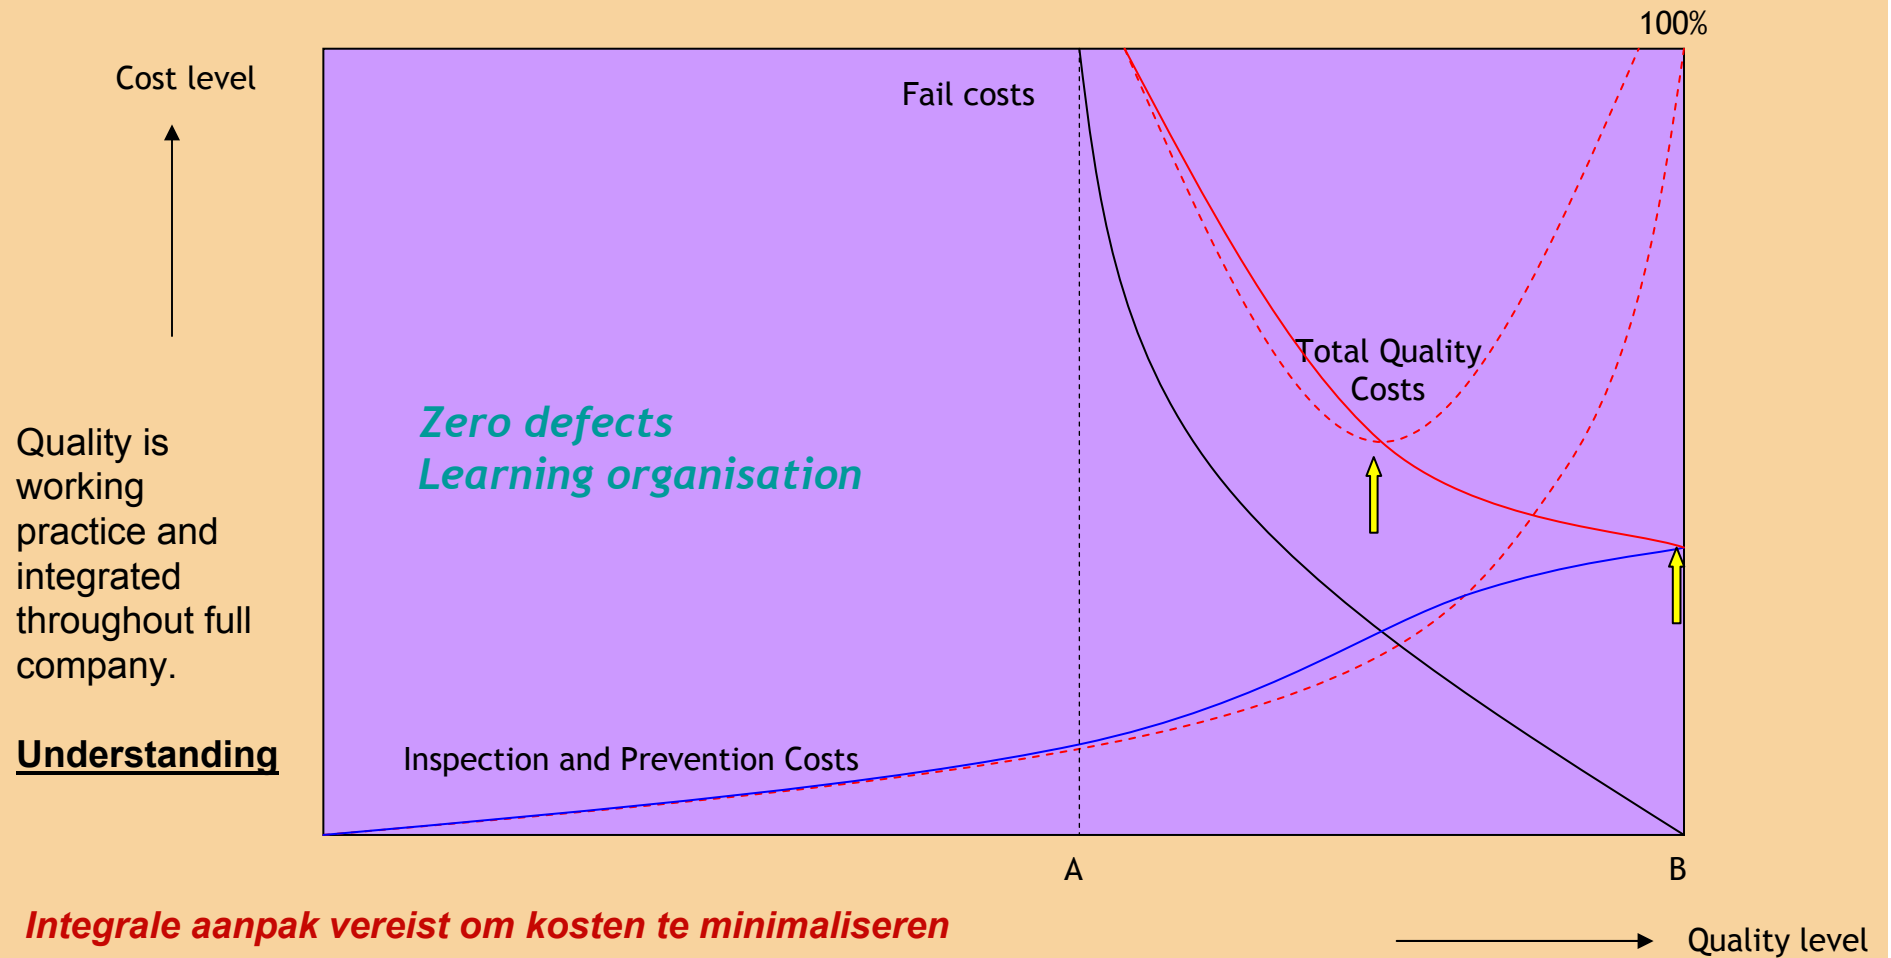 100%
Cost level
Fail costs
Total Quality
Costs
Zero defects
Learning organisation
Quality is
working
practice and
integrated
throughout full
company.
Understanding
Inspection and Prevention Costs
A
B
Integrale aanpak vereist om kosten te minimaliseren
Quality level